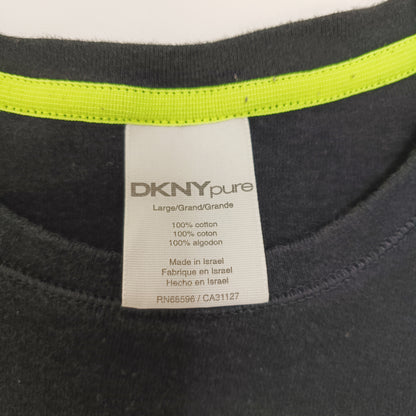 DKNYpure
Large/Grand/Grande
100% cotton
100% coton
100% algodon
Made in Israel
Fabrique en Israel
Hecho en Israel
RN65596 / CA31127